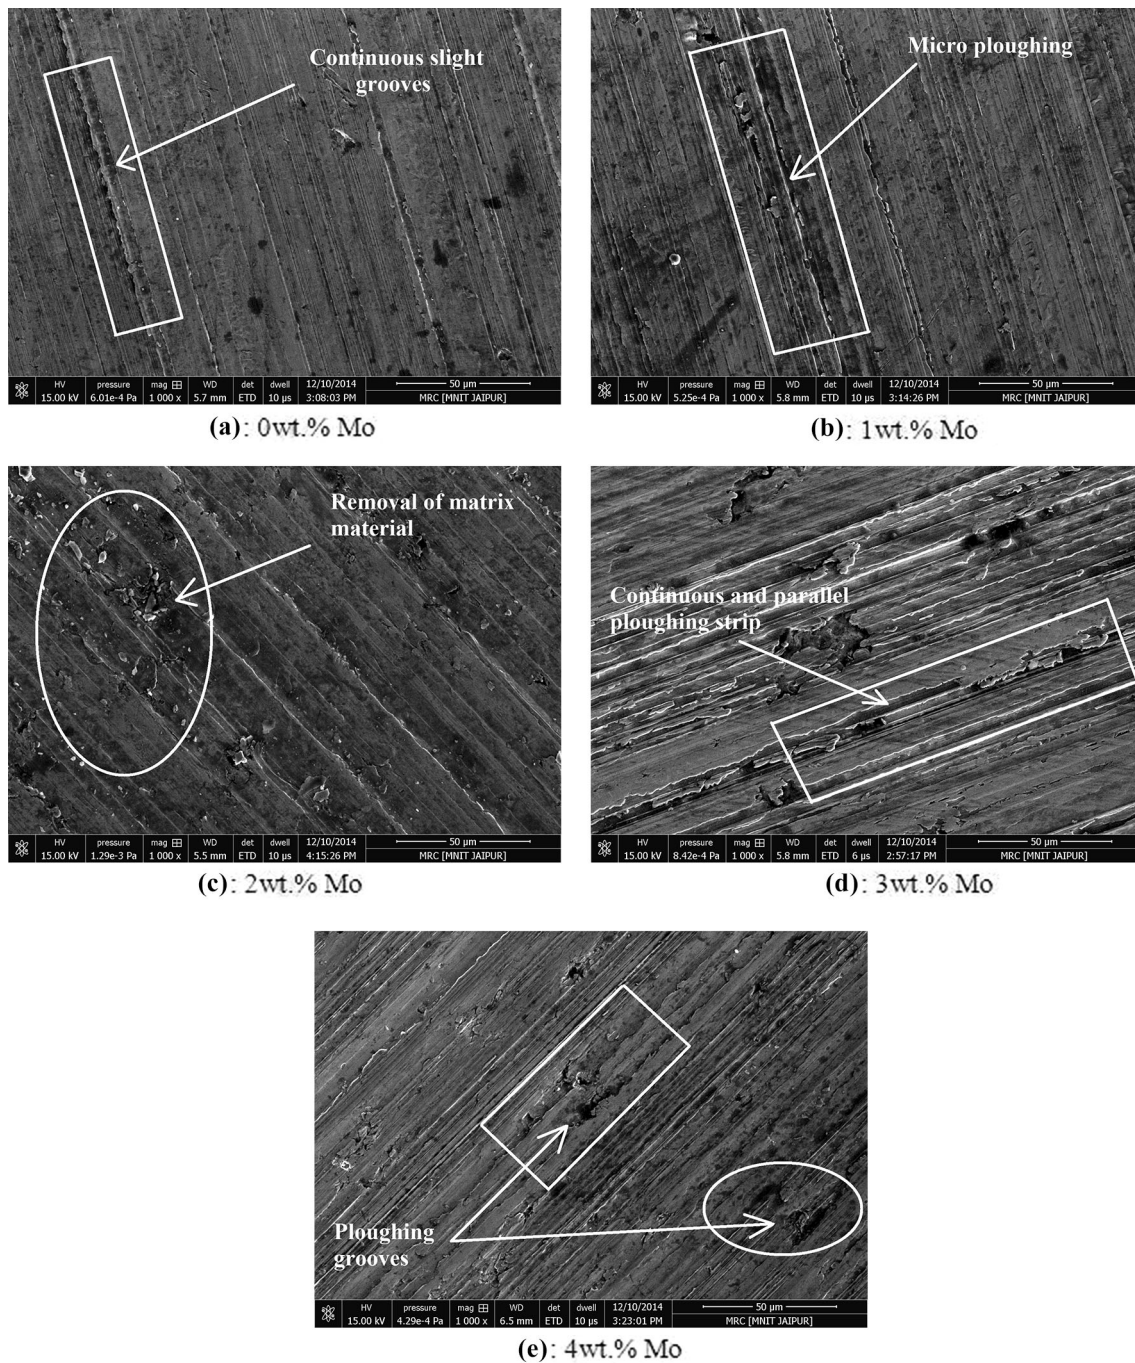 Continuous slight
grooves
HV pressure mag WD det dwell 12/10/2014 50 µm
15.00 kV 6.01e-4 Pa 1 000 x 5.7 mm ETD 10 µs 3:08:03 PM MRC [MNIT JAIPUR]
(a): 0wt.% Mo
Micro ploughing
HV pressure mag WD det dwell 12/10/2014 50 µm
15.00 kV 5.25e-4 Pa 1 000 x 5.8 mm ETD 10 µs 3:14:26 PM MRC [MNIT JAIPUR]
(b): 1wt.% Mo
Removal of matrix
material
HV pressure mag WD det dwell 12/10/2014 50 µm
15.00 kV 1.29e-3 Pa 1 000 x 5.5 mm ETD 10 µs 4:15:26 PM MRC [MNIT JAIPUR]
(c): 2wt.% Mo
Continuous and parallel
ploughing strip
HV pressure mag WD det dwell 12/10/2014 50 µm
15.00 kV 8.42e-4 Pa 1 000 x 5.8 mm ETD 6 µs 2:57:17 PM MRC [MNIT JAIPUR]
(d): 3wt.% Mo
Ploughing
grooves
HV pressure mag WD det dwell 12/10/2014 50 µm
15.00 kV 4.29e-4 Pa 1 000 x 6.5 mm ETD 10 µs 3:23:01 PM MRC [MNIT JAIPUR]
(e): 4wt.% Mo